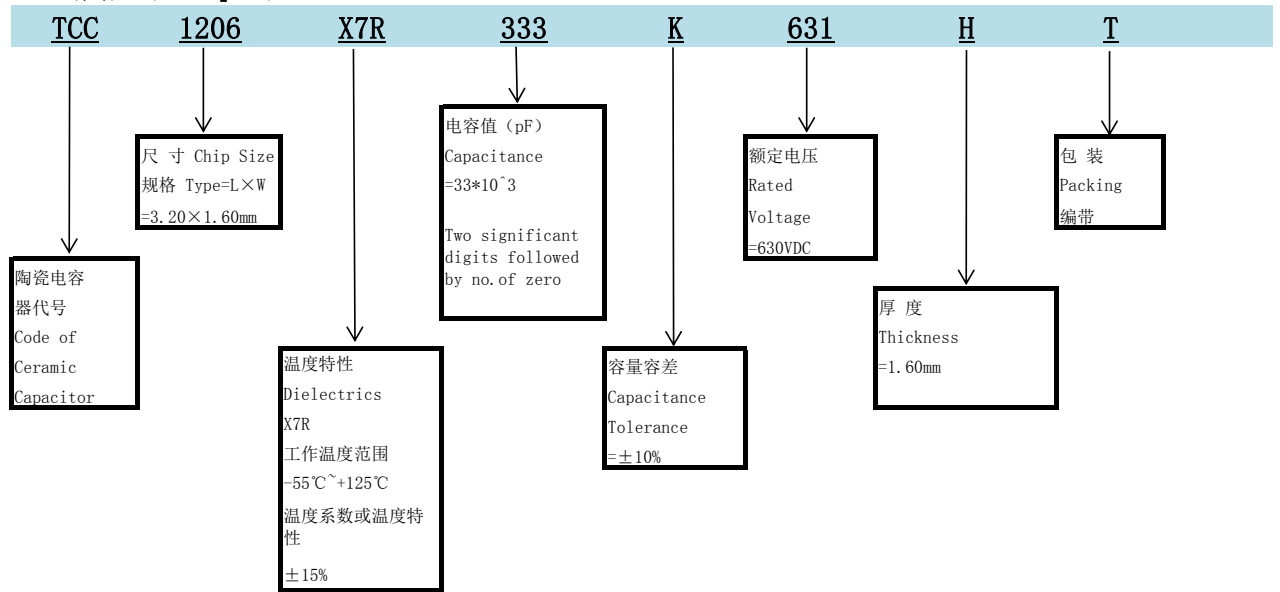 TCC 1206 X7R 333 K 631 H T
陶瓷电容
器代号
Code of
Ceramic
Capacitor
尺 寸 Chip Size
规格 Type=L×W
=3.20×1.60mm
温度特性
Dielectrics
X7R
工作温度范围
-55℃~+125℃
温度系数或温度特
性
±15%
电容值（pF）
Capacitance
=33*10^3
Two significant
digits followed
by no.of zero
容量容差
Capacitance
Tolerance
=±10%
额定电压
Rated
Voltage
=630VDC
厚 度
Thickness
=1.60mm
包 装
Packing
编带